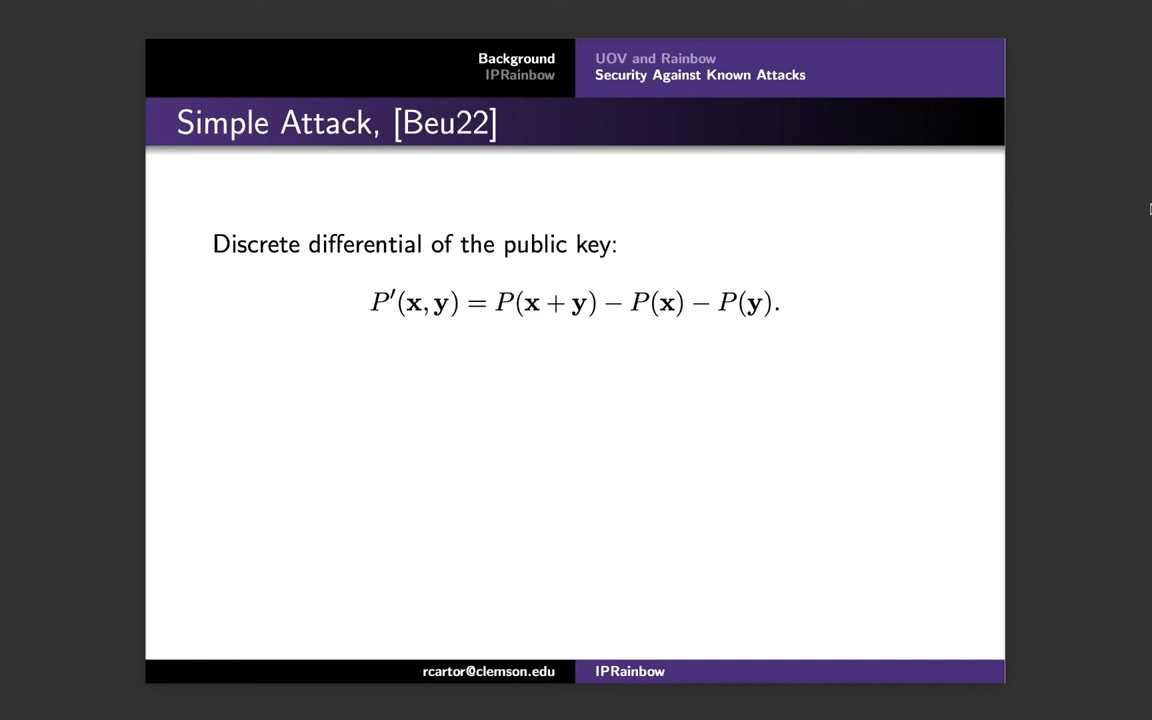 Background
IPRainbow
UOV and Rainbow
Security Against Known Attacks
Simple Attack, [Beu22]
Discrete differential of the public key:
P′(x, y) = P(x + y) − P(x) − P(y).
rcartor@clemson.edu
IPRainbow